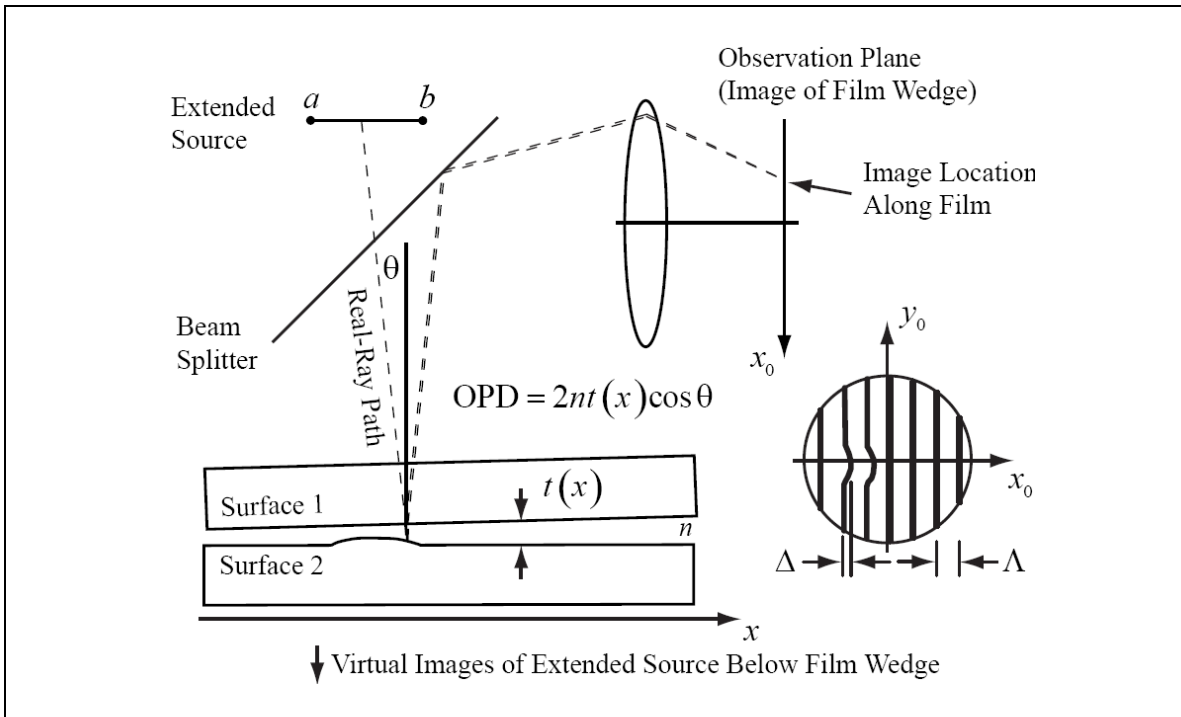 Observation Plane
(Image of Film Wedge)
a
b
Extended
Source
Image Location
Along Film
θ
Real-Ray Path
Beam
Splitter
x₀
y₀
OPD = 2nt(x)cosθ
x₀
t(x)
Surface 1
n
Surface 2
Δ
Λ
x
Virtual Images of Extended Source Below Film Wedge